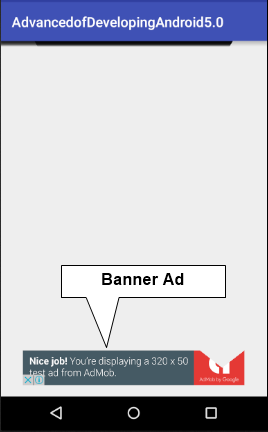 AdvancedofDevelopingAndroid5.0
Banner Ad
Nice job! You're displaying a 320 x 50
test ad from AdMob.
AdMob by Google